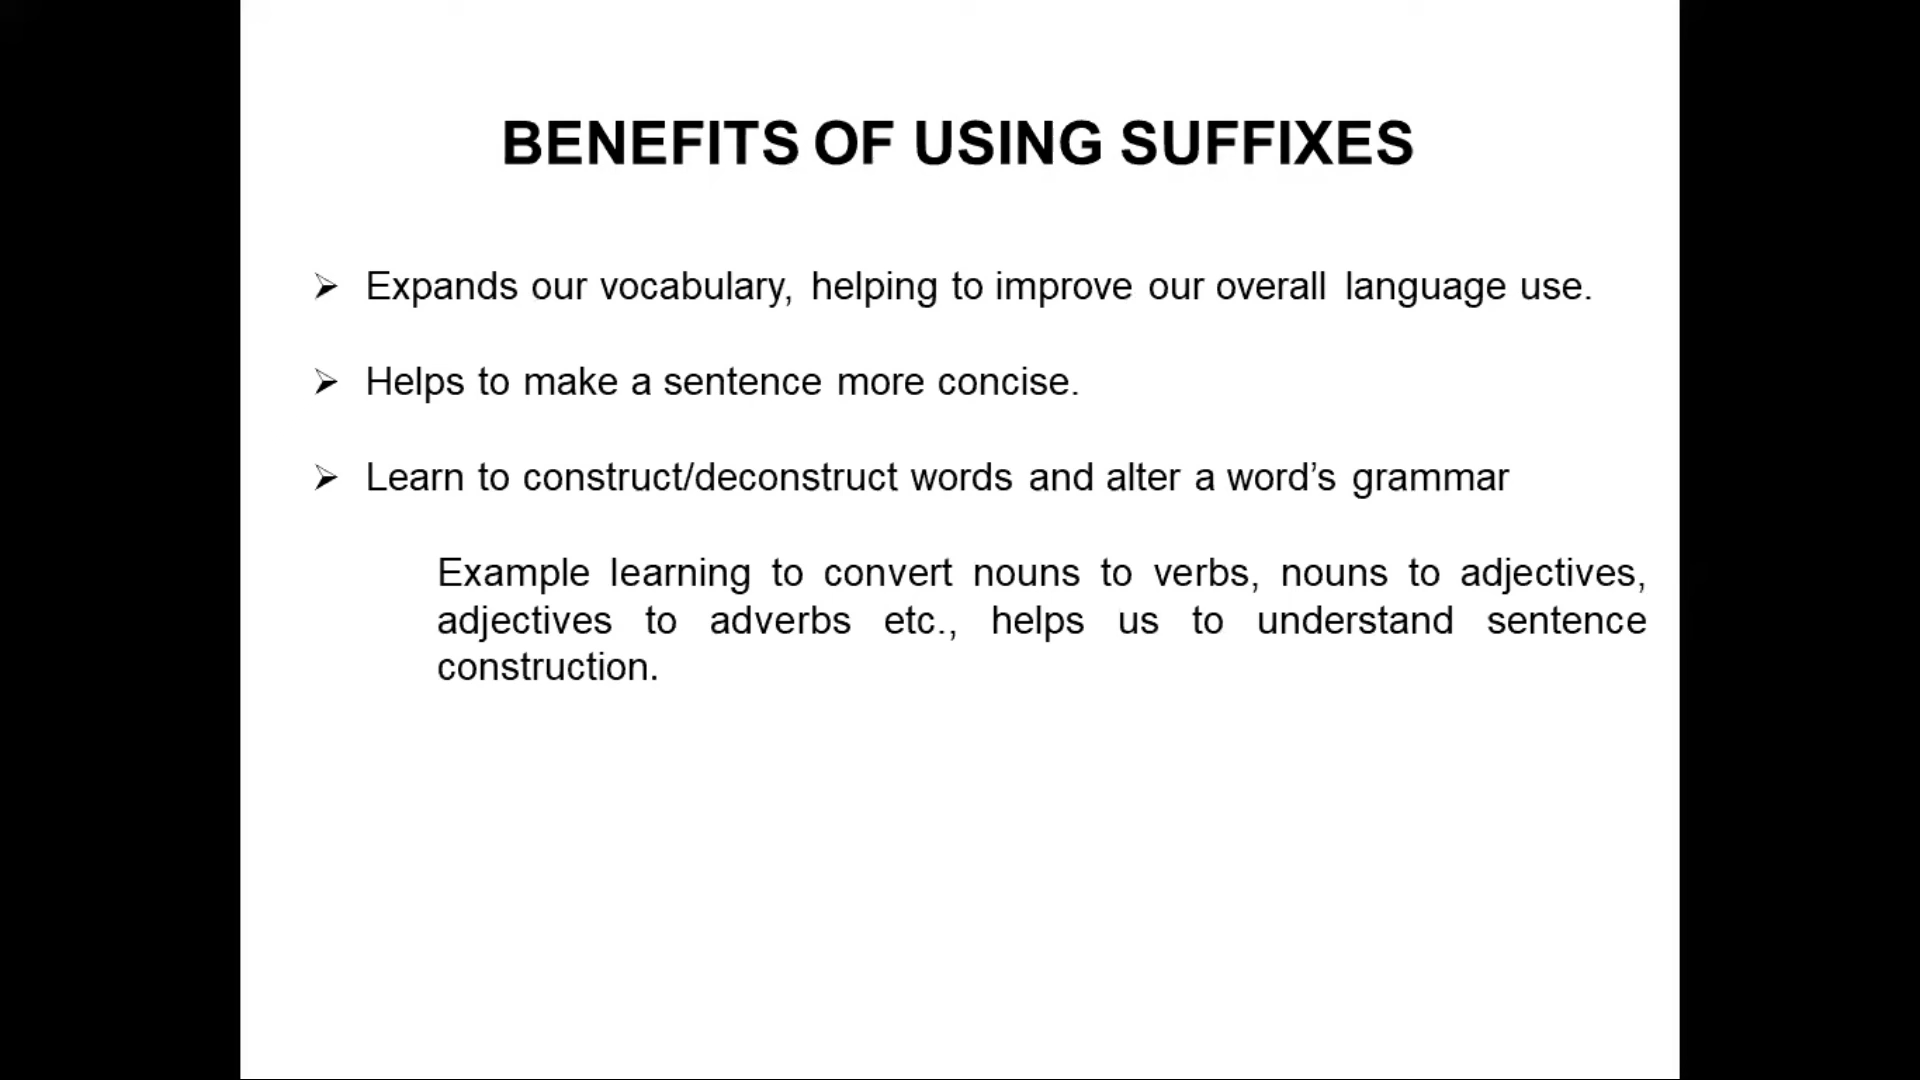 BENEFITS OF USING SUFFIXES
➢ Expands our vocabulary, helping to improve our overall language use.
➢ Helps to make a sentence more concise.
➢ Learn to construct/deconstruct words and alter a word’s grammar
Example learning to convert nouns to verbs, nouns to adjectives,
adjectives to adverbs etc., helps us to understand sentence
construction.